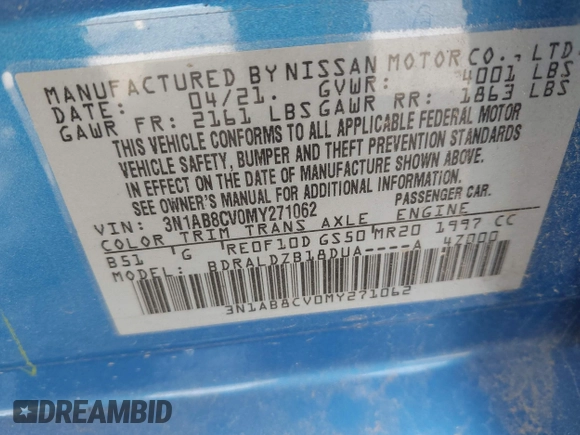 MANUFACTURED BY NISSAN MOTOR CO., LTD
DATE: 04/21. GVWR: 4001 LBS
GAWR FR: 2161 LBS GAWR RR: 1863 LBS
THIS VEHICLE CONFORMS TO ALL APPLICABLE FEDERAL MOTOR
VEHICLE SAFETY, BUMPER AND THEFT PREVENTION STANDARDS
IN EFFECT ON THE DATE OF MANUFACTURE SHOWN ABOVE.
SEE OWNER'S MANUAL FOR ADDITIONAL INFORMATION.
VIN: 3N1AB8CV0MY271062 PASSENGER CAR.
COLOR TRIM TRANS AXLE ENGINE
B51 G RE0F10D GS50 MR20 1997 CC
MODEL: BDRALDZB18DUA----A 4Z000
3N1AB8CV0MY271062
DREAMBID